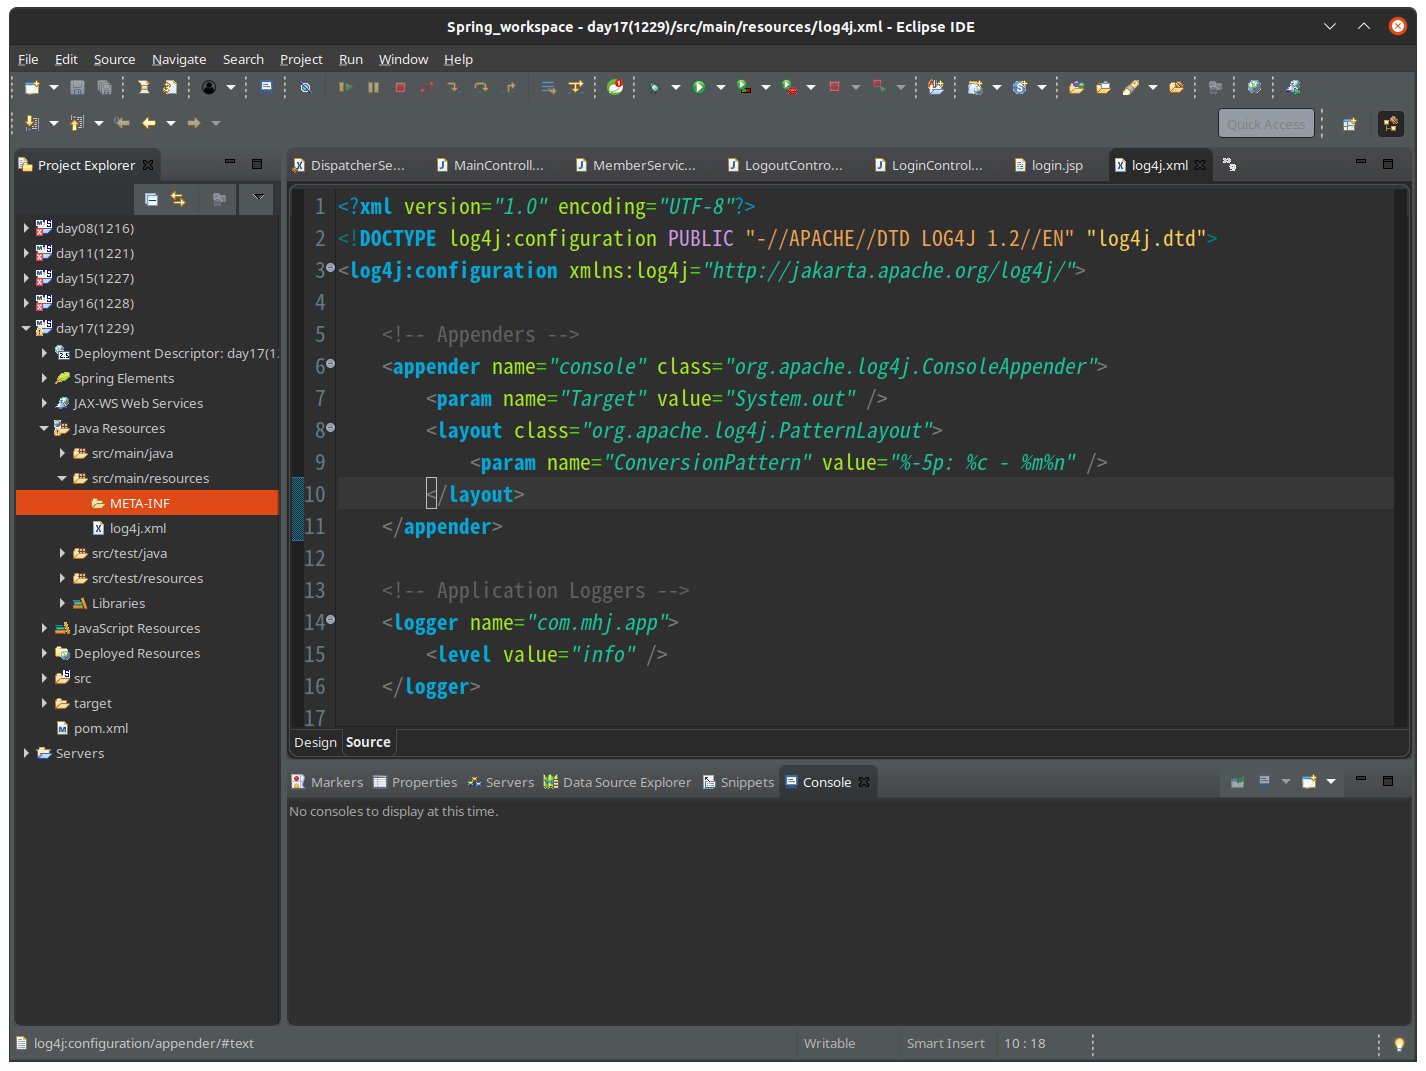 Spring_workspace - day17(1229)/src/main/resources/log4j.xml - Eclipse IDE
File Edit Source Navigate Search Project Run Window Help
Quick Access
Project Explorer
day08(1216)
day11(1221)
day15(1227)
day16(1228)
day17(1229)
Deployment Descriptor: day17(1
Spring Elements
JAX-WS Web Services
Java Resources
src/main/java
src/main/resources
META-INF
log4j.xml
src/test/java
src/test/resources
Libraries
JavaScript Resources
Deployed Resources
src
target
pom.xml
Servers
DispatcherSe... MainControll... MemberServic... LogoutContro... LoginControl... login.jsp log4j.xml
1 <?xml version="1.0" encoding="UTF-8"?>
2 <!DOCTYPE log4j:configuration PUBLIC "-//APACHE//DTD LOG4J 1.2//EN" "log4j.dtd">
3 <log4j:configuration xmlns:log4j="http://jakarta.apache.org/log4j/">
4
5 <!-- Appenders -->
6 <appender name="console" class="org.apache.log4j.ConsoleAppender">
7 <param name="Target" value="System.out" />
8 <layout class="org.apache.log4j.PatternLayout">
9 <param name="ConversionPattern" value="%-5p: %c - %m%n" />
10 </layout>
11 </appender>
12
13 <!-- Application Loggers -->
14 <logger name="com.mhj.app">
15 <level value="info" />
16 </logger>
17
Design Source
Markers Properties Servers Data Source Explorer Snippets Console
No consoles to display at this time.
log4j:configuration/appender/#text Writable Smart Insert 10 : 18